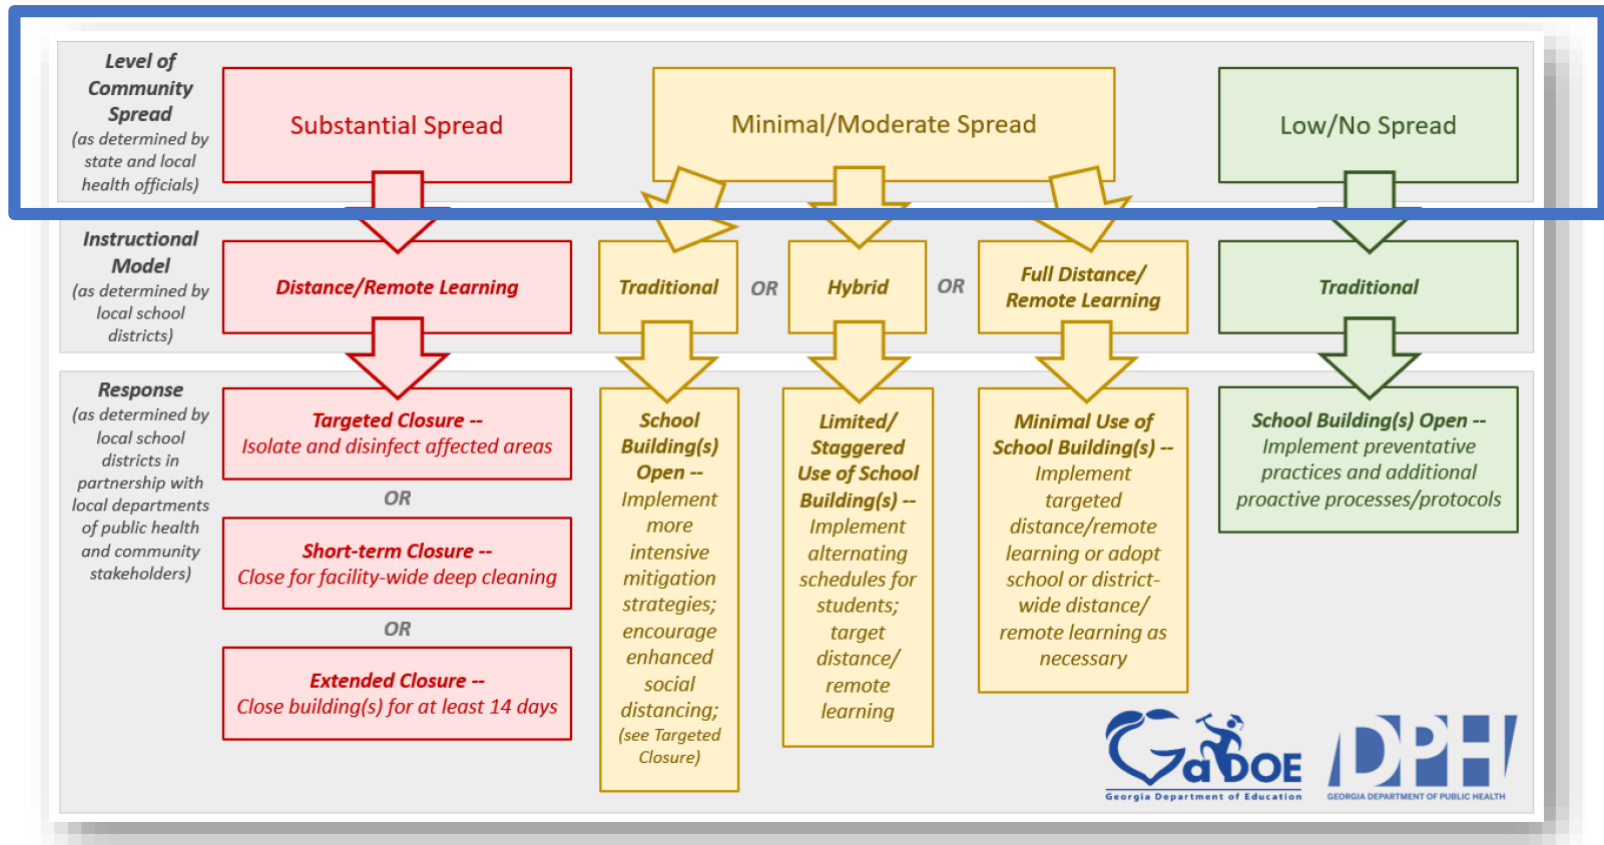 Level of
Community
Spread
(as determined by
state and local
health officials)
Substantial Spread
Minimal/Moderate Spread
Low/No Spread
Instructional
Model
(as determined by
local school
districts)
Distance/Remote Learning
Traditional
OR
Hybrid
OR
Full Distance/
Remote Learning
Traditional
Response
(as determined by
local school
districts in
partnership with
local departments
of public health
and community
stakeholders)
Targeted Closure --
Isolate and disinfect affected areas
OR
Short-term Closure --
Close for facility-wide deep cleaning
OR
Extended Closure --
Close building(s) for at least 14 days
School
Building(s)
Open --
Implement
more
intensive
mitigation
strategies;
encourage
enhanced
social
distancing;
(see Targeted
Closure)
Limited/
Staggered
Use of School
Building(s) --
Implement
alternating
schedules for
students;
target
distance/
remote
learning
Minimal Use of
School Building(s) --
Implement
targeted
distance/remote
learning or adopt
school or district-
wide distance/
remote learning as
necessary
School Building(s) Open --
Implement preventative
practices and additional
proactive processes/protocols
GaDOE
Georgia Department of Education
DPH
GEORGIA DEPARTMENT OF PUBLIC HEALTH